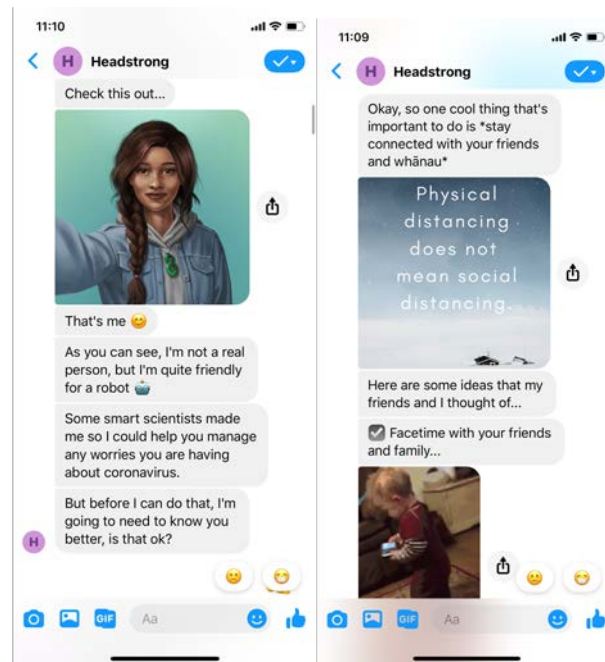 11:10
H Headstrong
Check this out...
That's me 😊
As you can see, I'm not a real
person, but I'm quite friendly
for a robot 🤖
Some smart scientists made
me so I could help you manage
any worries you are having
about coronavirus.
But before I can do that, I'm
going to need to know you
better, is that ok?
H
GIF
Aa
11:09
H Headstrong
Okay, so one cool thing that's
important to do is *stay
connected with your friends
and whānau*
Physical
distancing
does not
mean social
distancing.
Here are some ideas that my
friends and I thought of...
☑ Facetime with your friends
and family...
GIF
Aa